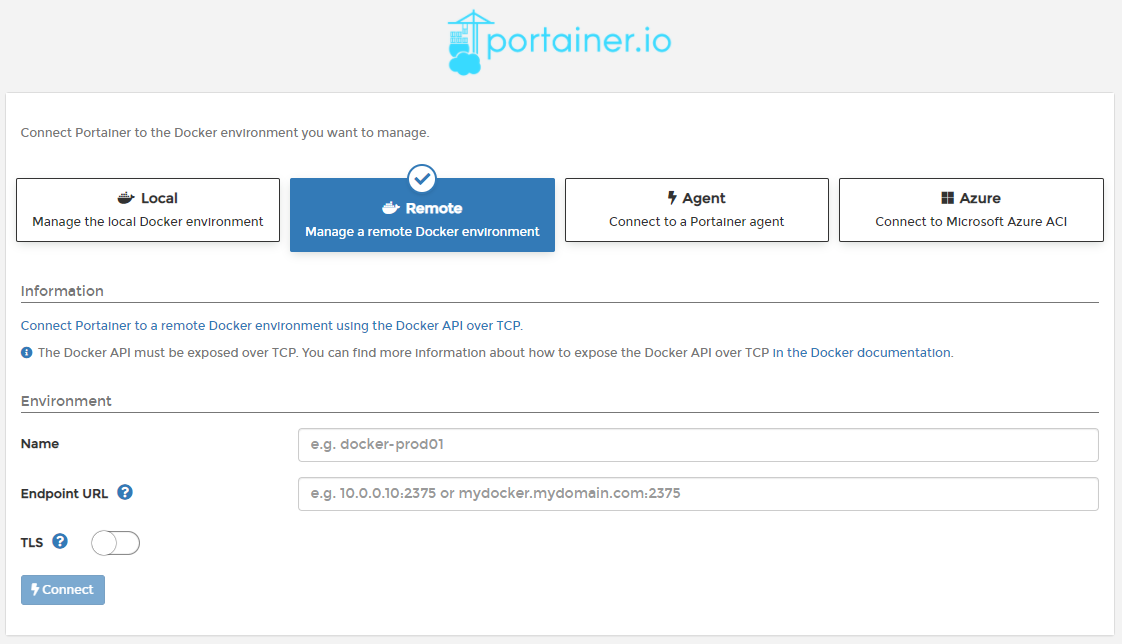 portainer.io
Connect Portainer to the Docker environment you want to manage.
Local
Manage the local Docker environment
Remote
Manage a remote Docker environment
Agent
Connect to a Portainer agent
Azure
Connect to Microsoft Azure ACI
Information
Connect Portainer to a remote Docker environment using the Docker API over TCP.
The Docker API must be exposed over TCP. You can find more information about how to expose the Docker API over TCP in the Docker documentation.
Environment
Name
e.g. docker-prod01
Endpoint URL
e.g. 10.0.0.10:2375 or mydocker.mydomain.com:2375
TLS
Connect